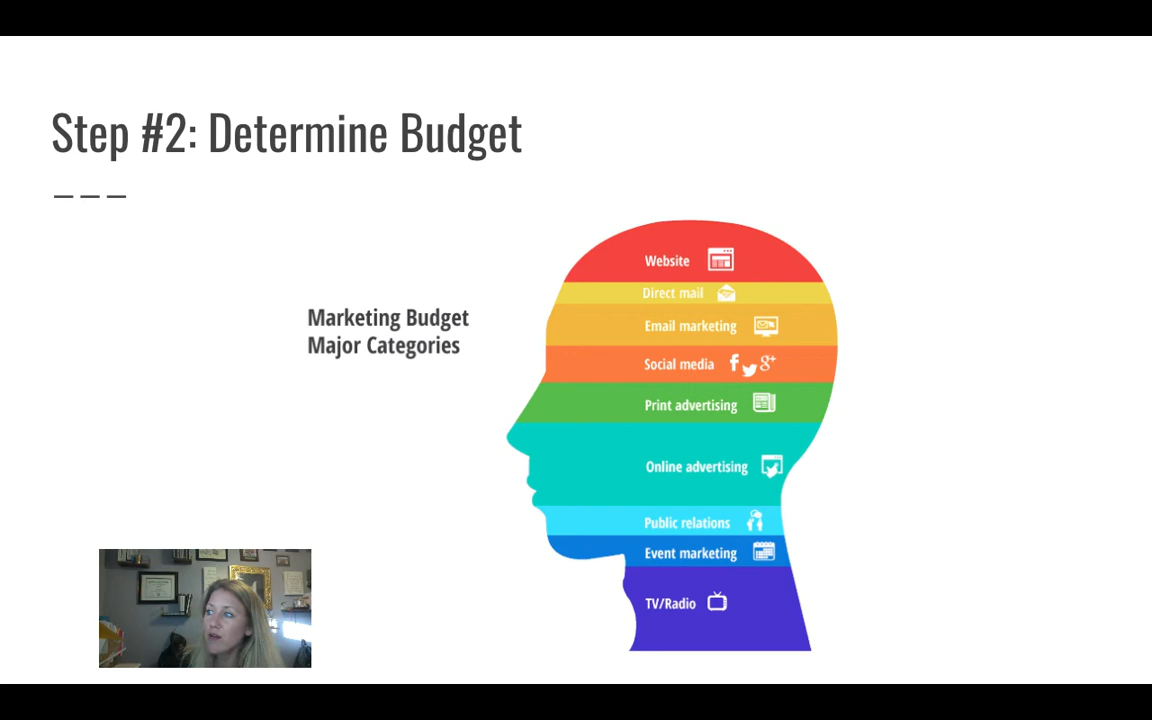 Step #2: Determine Budget
Marketing Budget
Major Categories
Website
Direct mail
Email marketing
Social media
Print advertising
Online advertising
Public relations
Event marketing
TV/Radio